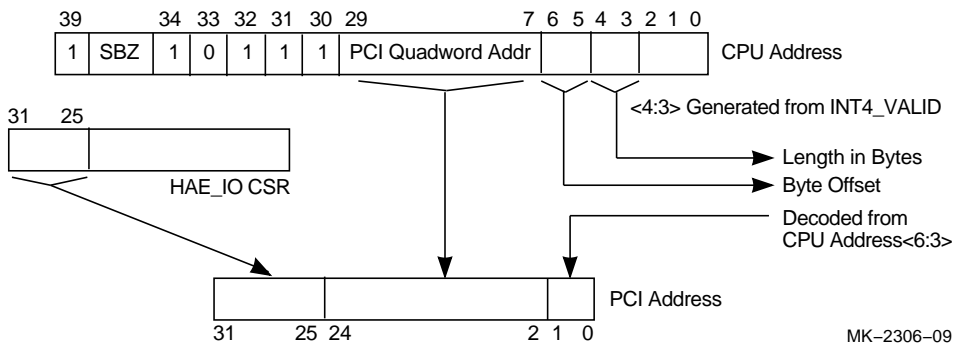 39 34 33 32 31 30 29 7 6 5 4 3 2 1 0
1 SBZ 1 0 1 1 1 PCI Quadword Addr CPU Address
<4:3> Generated from INT4_VALID
31 25
HAE_IO CSR
Length in Bytes
Byte Offset
Decoded from
CPU Address<6:3>
PCI Address
31 25 24 2 1 0
MK−2306−09